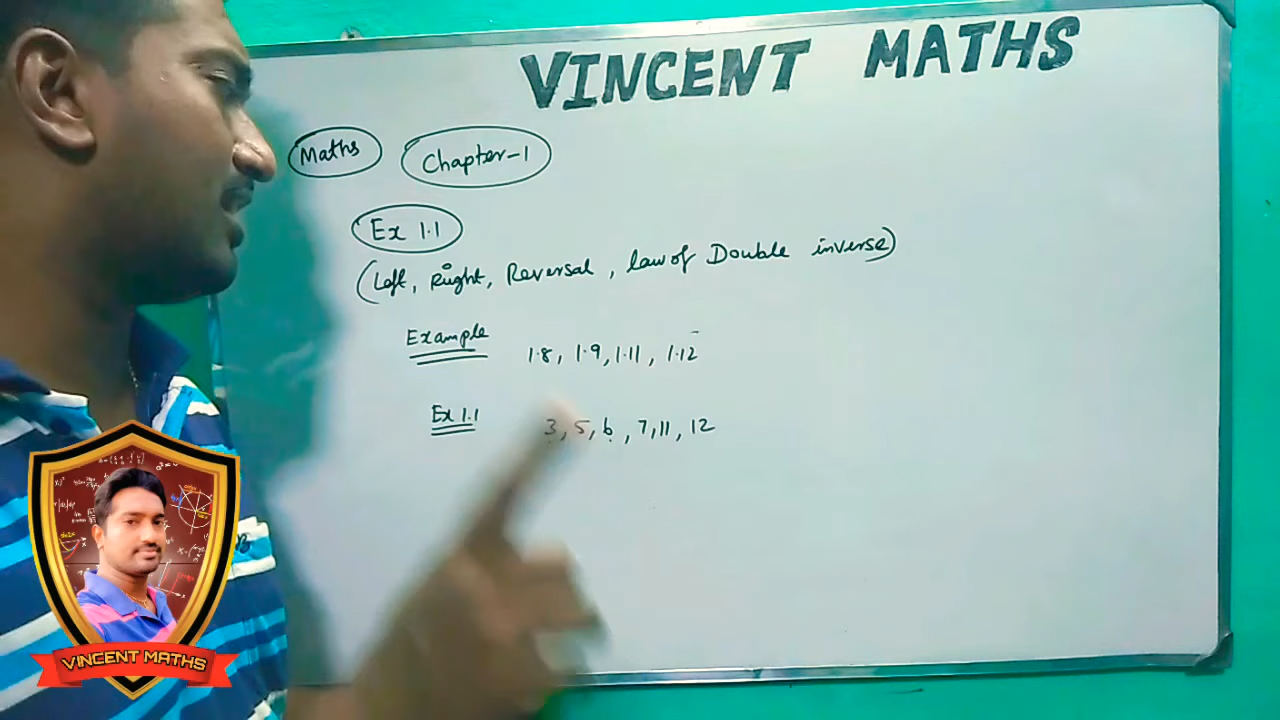 VINCENT MATHS
Maths Chapter-1
Ex 1.1
(Left, Right, Reversal, law of Double inverse)
Example 1.8, 1.9, 1.11, 1.12
Ex 1.1 3, 5, 6, 7, 11, 12
VINCENT MATHS